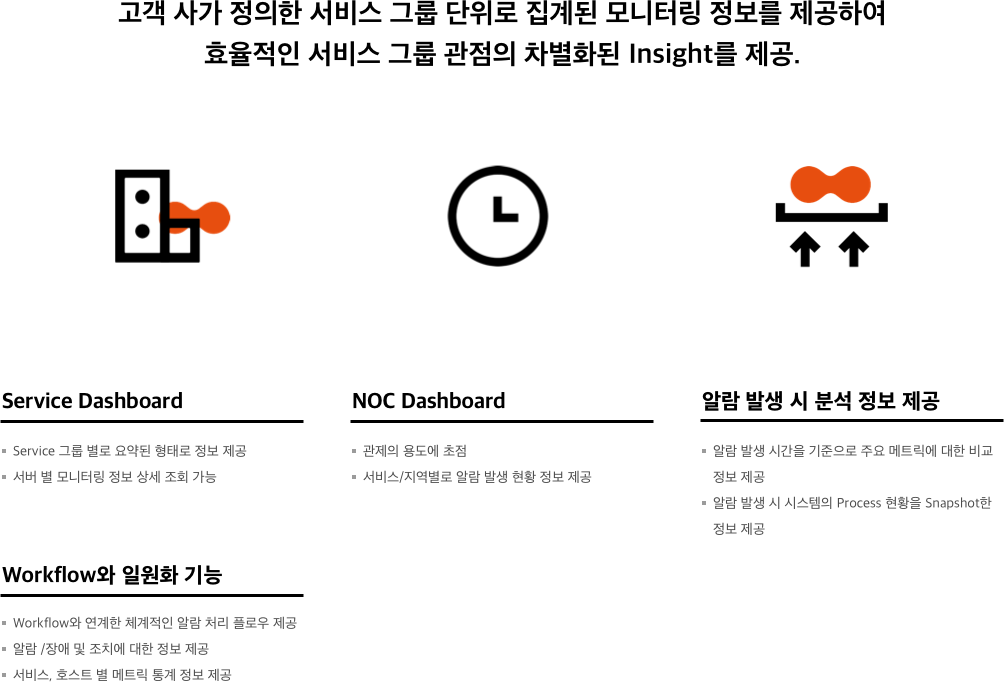 고객 사가 정의한 서비스 그룹 단위로 집계된 모니터링 정보를 제공하여
효율적인 서비스 그룹 관점의 차별화된 Insight를 제공.
Service Dashboard
Service 그룹 별로 요약된 형태로 정보 제공
서버 별 모니터링 정보 상세 조회 가능
NOC Dashboard
관제의 용도에 초점
서비스/지역별로 알람 발생 현황 정보 제공
알람 발생 시 분석 정보 제공
알람 발생 시간을 기준으로 주요 메트릭에 대한 비교
정보 제공
알람 발생 시 시스템의 Process 현황을 Snapshot한
정보 제공
Workflow와 일원화 기능
Workflow와 연계한 체계적인 알람 처리 플로우 제공
알람 /장애 및 조치에 대한 정보 제공
서비스, 호스트 별 메트릭 통계 정보 제공